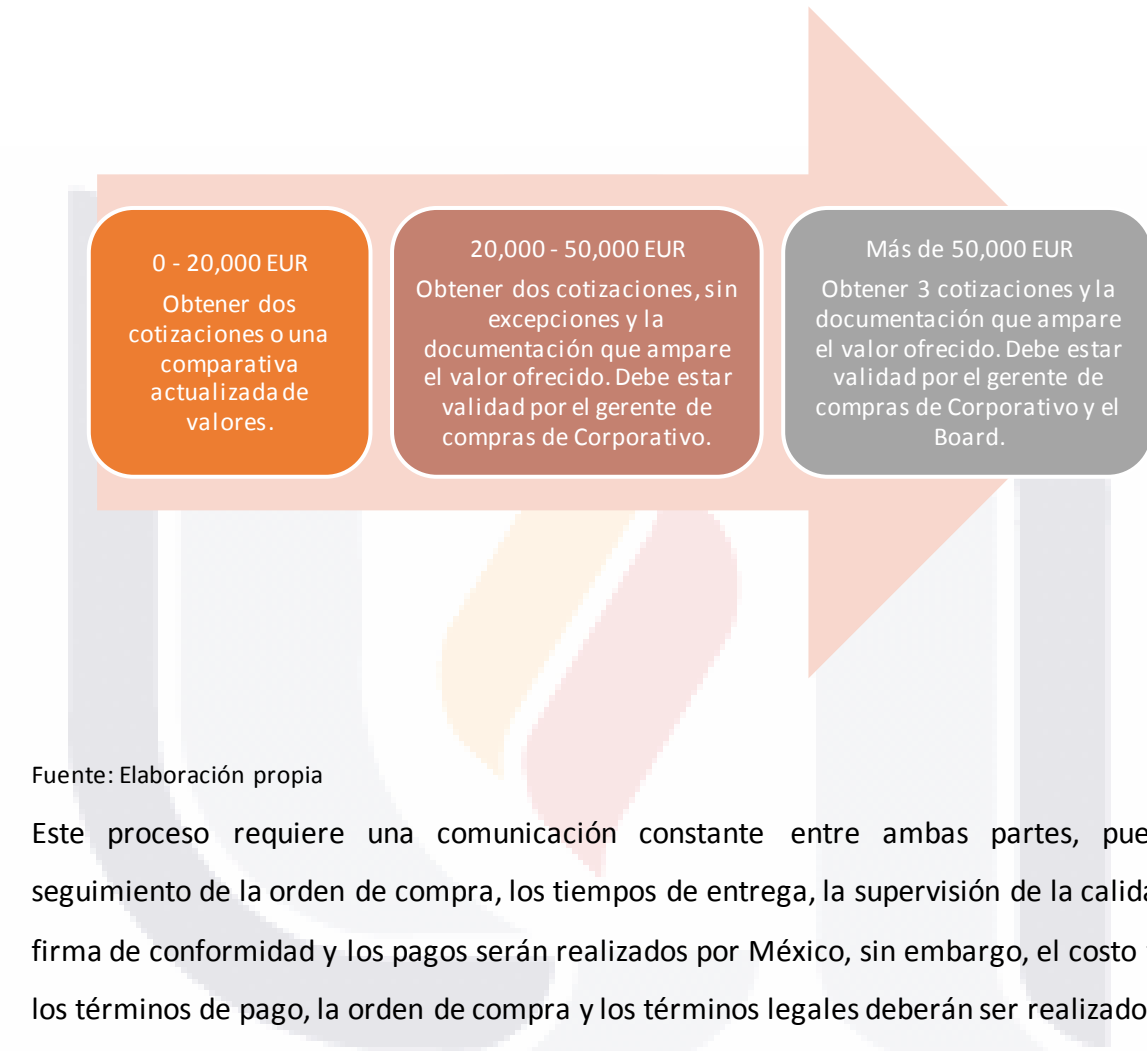 0 - 20,000 EUR
Obtener dos
cotizaciones o una
comparativa
actualizada de
valores.
20,000 - 50,000 EUR
Obtener dos cotizaciones, sin
excepciones y la
documentación que ampare
el valor ofrecido. Debe estar
validad por el gerente de
compras de Corporativo.
Más de 50,000 EUR
Obtener 3 cotizaciones y la
documentación que ampare
el valor ofrecido. Debe estar
validad por el gerente de
compras de Corporativo y el
Board.
Fuente: Elaboración propia
Este proceso requiere una comunicación constante entre ambas partes, pue
seguimiento de la orden de compra, los tiempos de entrega, la supervisión de la calida
firma de conformidad y los pagos serán realizados por México, sin embargo, el costo
los términos de pago, la orden de compra y los términos legales deberán ser realizado